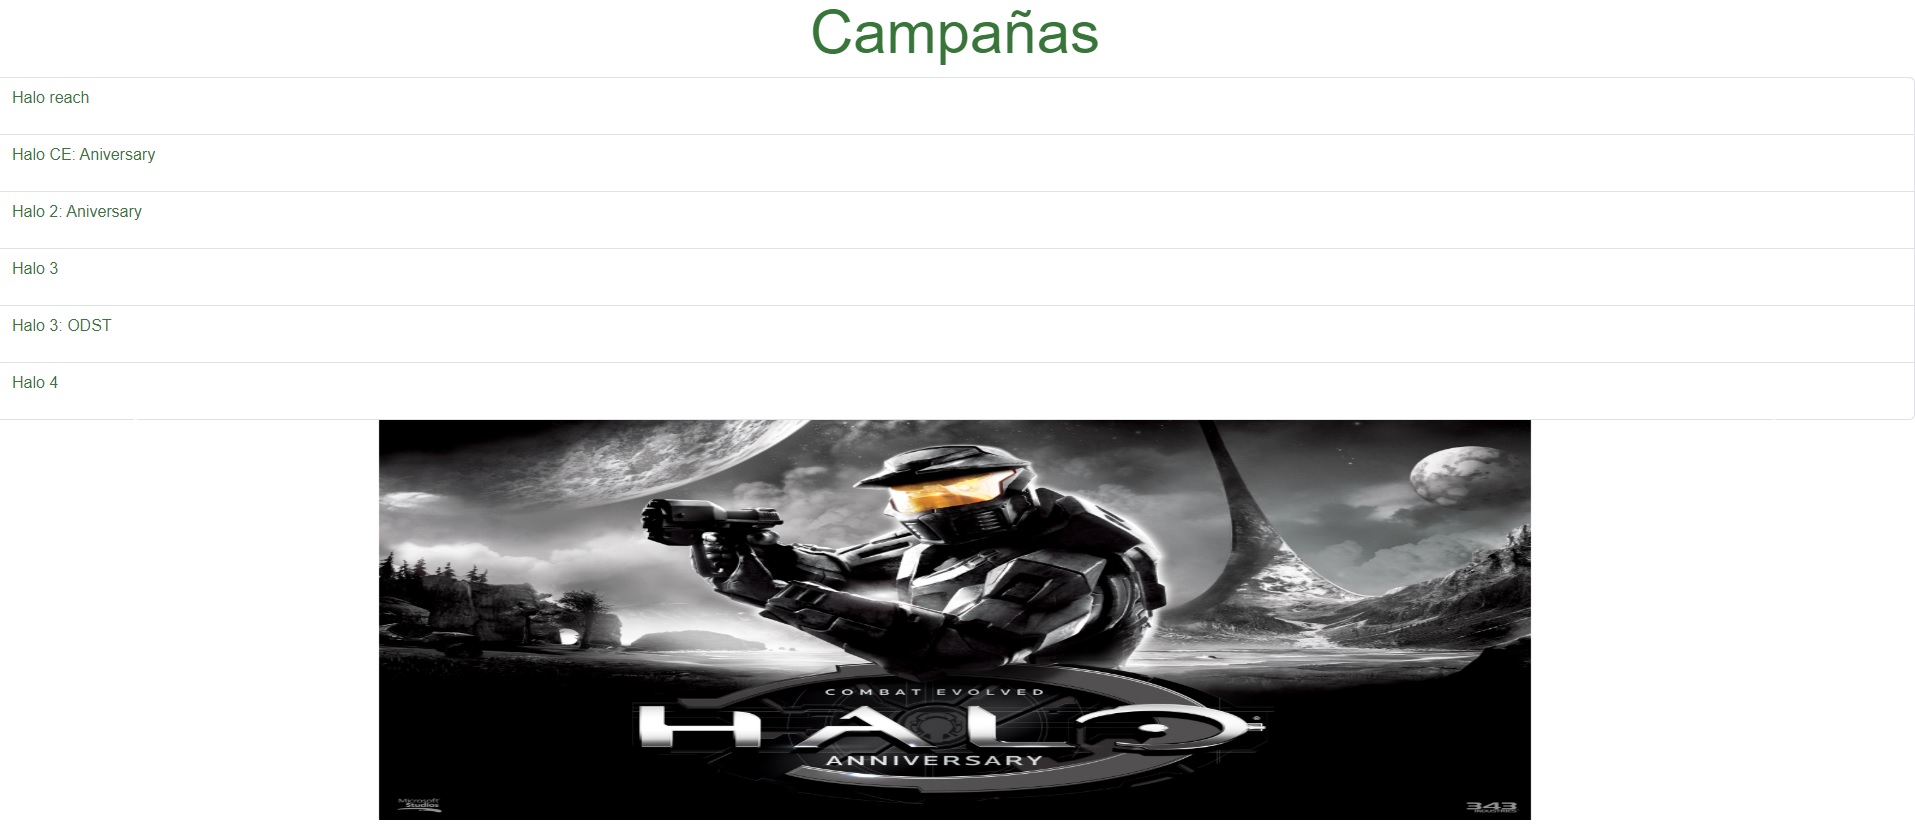 Campañas
Halo reach
Halo CE: Aniversary
Halo 2: Aniversary
Halo 3
Halo 3: ODST
Halo 4
COMBAT EVOLVED
HALO
ANNIVERSARY
Microsoft
Studios
343
INDUSTRIES